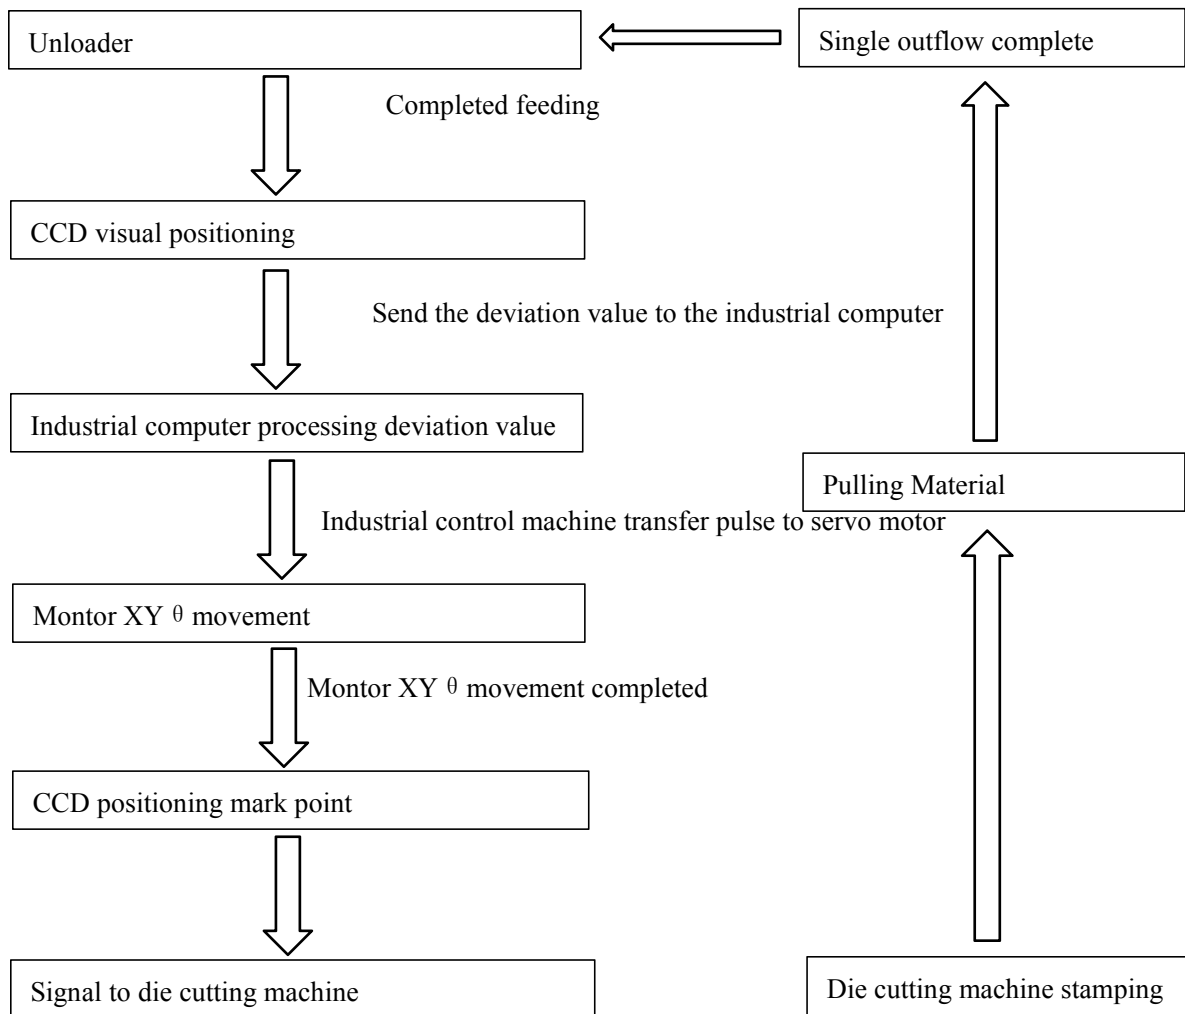 Unloader
Single outflow complete
Completed feeding
CCD visual positioning
Send the deviation value to the industrial computer
Industrial computer processing deviation value
Pulling Material
Industrial control machine transfer pulse to servo motor
Montor XY θ movement
Montor XY θ movement completed
CCD positioning mark point
Signal to die cutting machine
Die cutting machine stamping